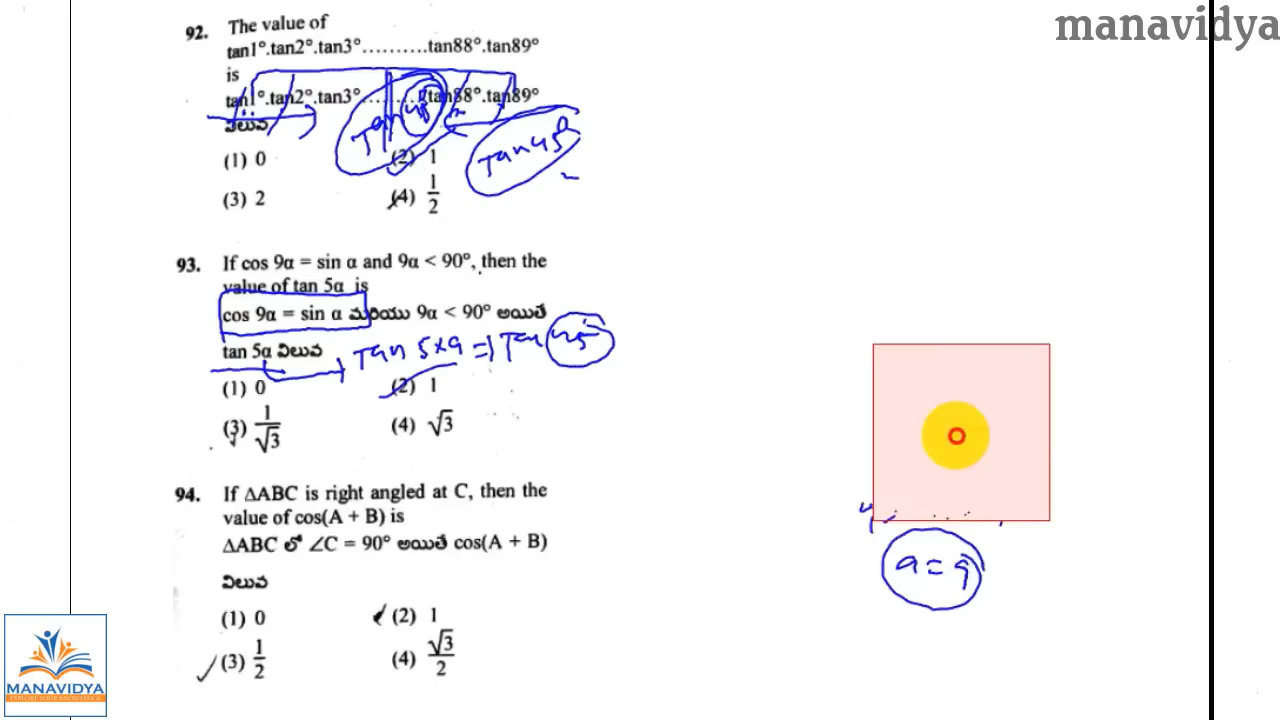 manavidya
92. The value of
tan1°.tan2°.tan3°..........tan88°.tan89°
is
tan1°.tan2°.tan3°..........tan88°.tan89°
విలువ
Tan 45
Tan 45°
(1) 0 (2) 1
(3) 2 (4) 1/2
93. If cos 9α = sin α and 9α < 90°, then the
value of tan 5α is
cos 9α = sin α మరియు 9α < 90° అయితే
tan 5α విలువ
Tan 5×9 => Tan 45
(1) 0 (2) 1
(3) 1/√3 (4) √3
94. If ΔABC is right angled at C, then the
value of cos(A + B) is
ΔABC లో ∠C = 90° అయితే cos(A + B)
విలువ
(1) 0 (2) 1
(3) 1/2 (4) √3/2
a = 9
MANAVIDYA